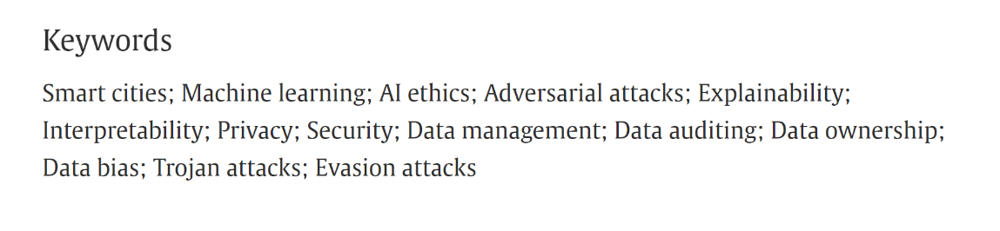 Keywords
Smart cities; Machine learning; AI ethics; Adversarial attacks; Explainability;
Interpretability; Privacy; Security; Data management; Data auditing; Data ownership;
Data bias; Trojan attacks; Evasion attacks